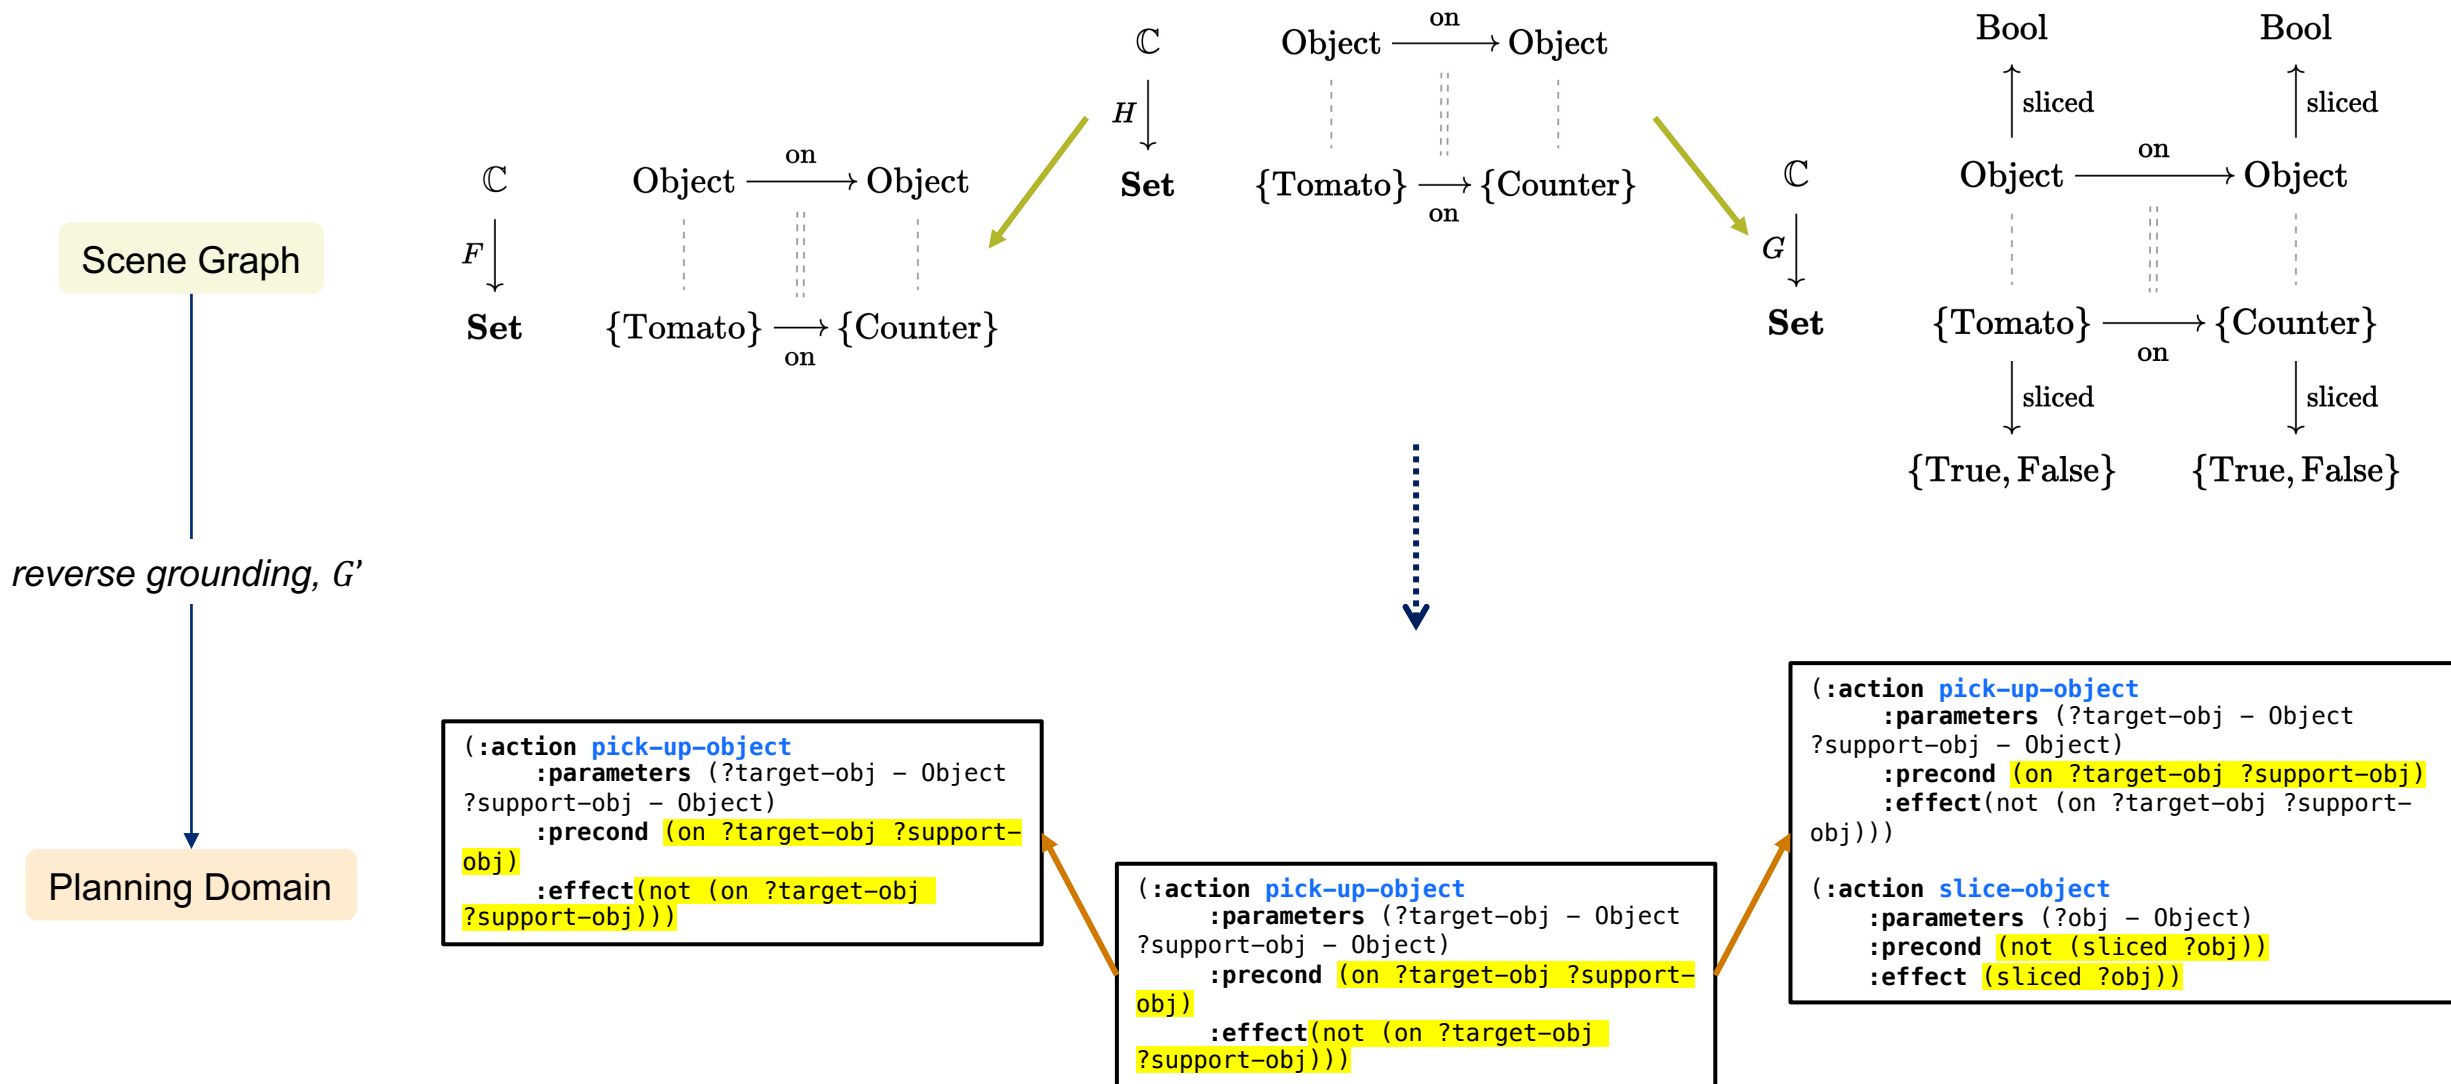 Scene Graph
reverse grounding, G’
Planning Domain
ℂ
F
Set
Object on Object
{Tomato} on {Counter}
ℂ
H
Set
Object on Object
{Tomato} on {Counter}
ℂ
G
Set
Bool Bool
sliced sliced
Object on Object
{Tomato} on {Counter}
sliced sliced
{True, False} {True, False}
(:action pick-up-object
:parameters (?target-obj – Object
?support-obj – Object)
:precond (on ?target-obj ?support-
obj)
:effect(not (on ?target-obj
?support-obj)))
(:action pick-up-object
:parameters (?target-obj – Object
?support-obj – Object)
:precond (on ?target-obj ?support-
obj)
:effect(not (on ?target-obj
?support-obj)))
(:action pick-up-object
:parameters (?target-obj – Object
?support-obj – Object)
:precond (on ?target-obj ?support-obj)
:effect(not (on ?target-obj ?support-
obj)))
(:action slice-object
:parameters (?obj – Object)
:precond (not (sliced ?obj))
:effect (sliced ?obj))